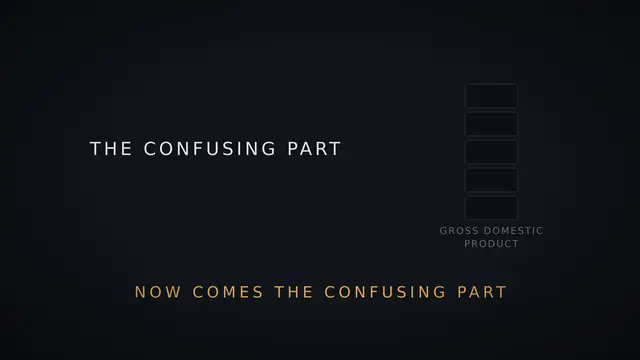 THE CONFUSING PART
GROSS DOMESTIC
PRODUCT
NOW COMES THE CONFUSING PART